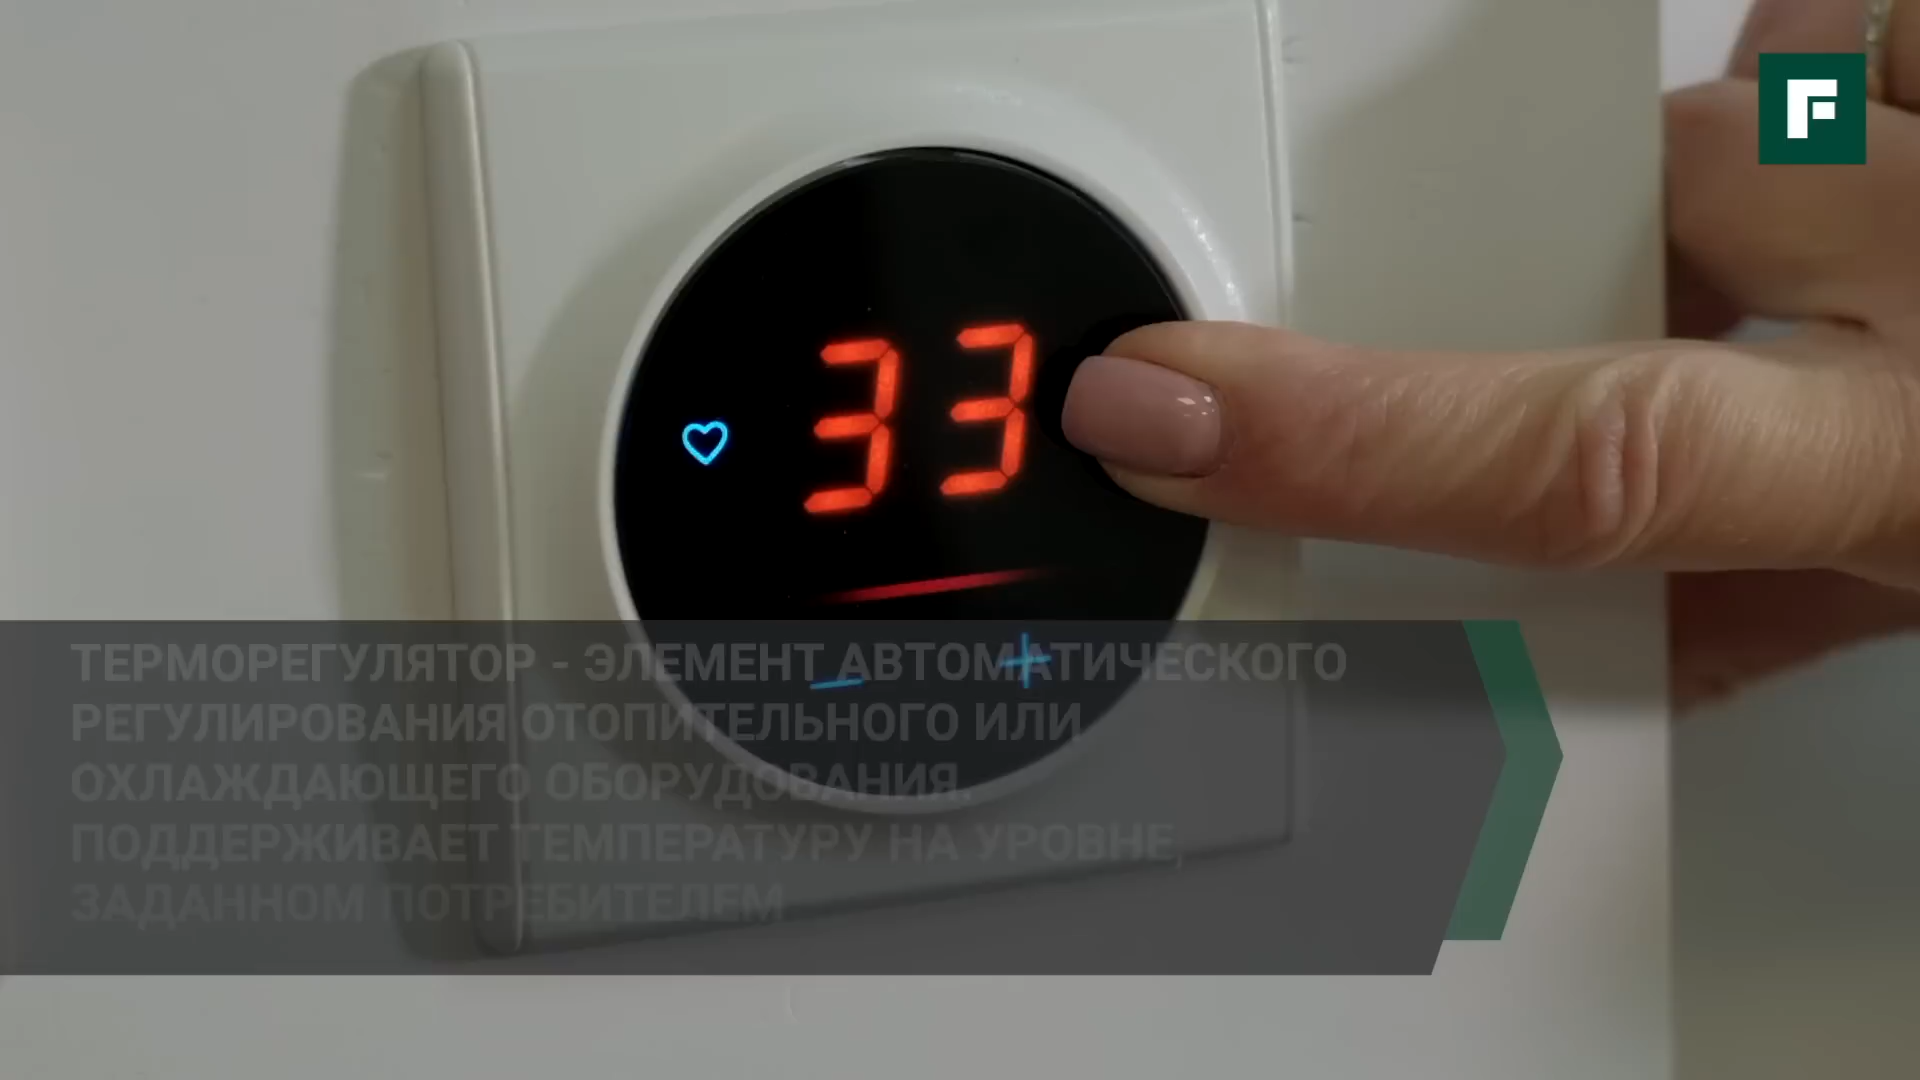 F
33
ТЕРМОРЕГУЛЯТОР - ЭЛЕМЕНТ АВТОМАТИЧЕСКОГО
РЕГУЛИРОВАНИЯ ОТОПИТЕЛЬНОГО ИЛИ
ОХЛАЖДАЮЩЕГО ОБОРУДОВАНИЯ.
ПОДДЕРЖИВАЕТ ТЕМПЕРАТУРУ НА УРОВНЕ,
ЗАДАННОМ ПОТРЕБИТЕЛЕМ